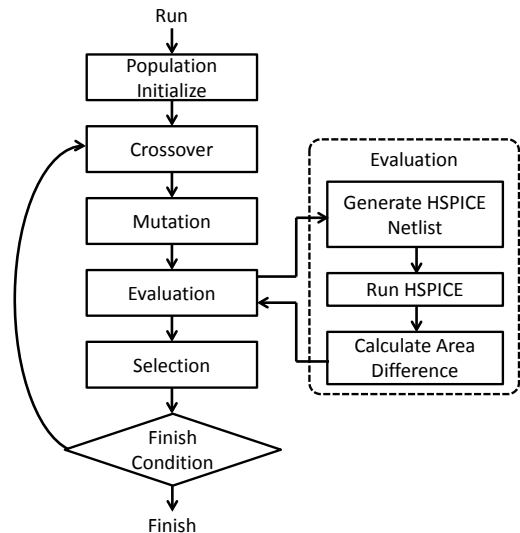 Run
Population
Initialize
Crossover
Mutation
Evaluation
Selection
Finish
Condition
Finish
Evaluation
Generate HSPICE
Netlist
Run HSPICE
Calculate Area
Difference